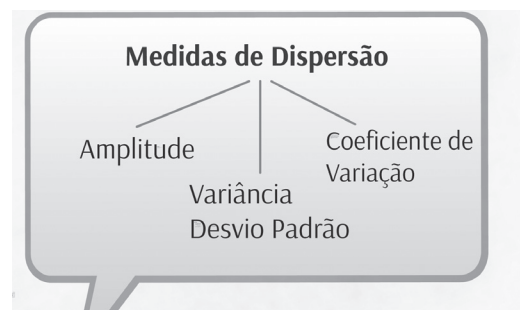 Medidas de Dispersão
Amplitude
Variância
Desvio Padrão
Coeficiente de
Variação